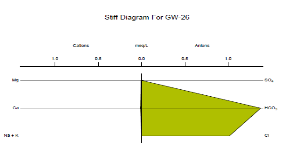 Stiff Diagram For GW-26
Cations meq/L Anions
1.0 0.5 0.0 0.5 1.0
Mg SO₄
Ca HCO₃
Na + K Cl